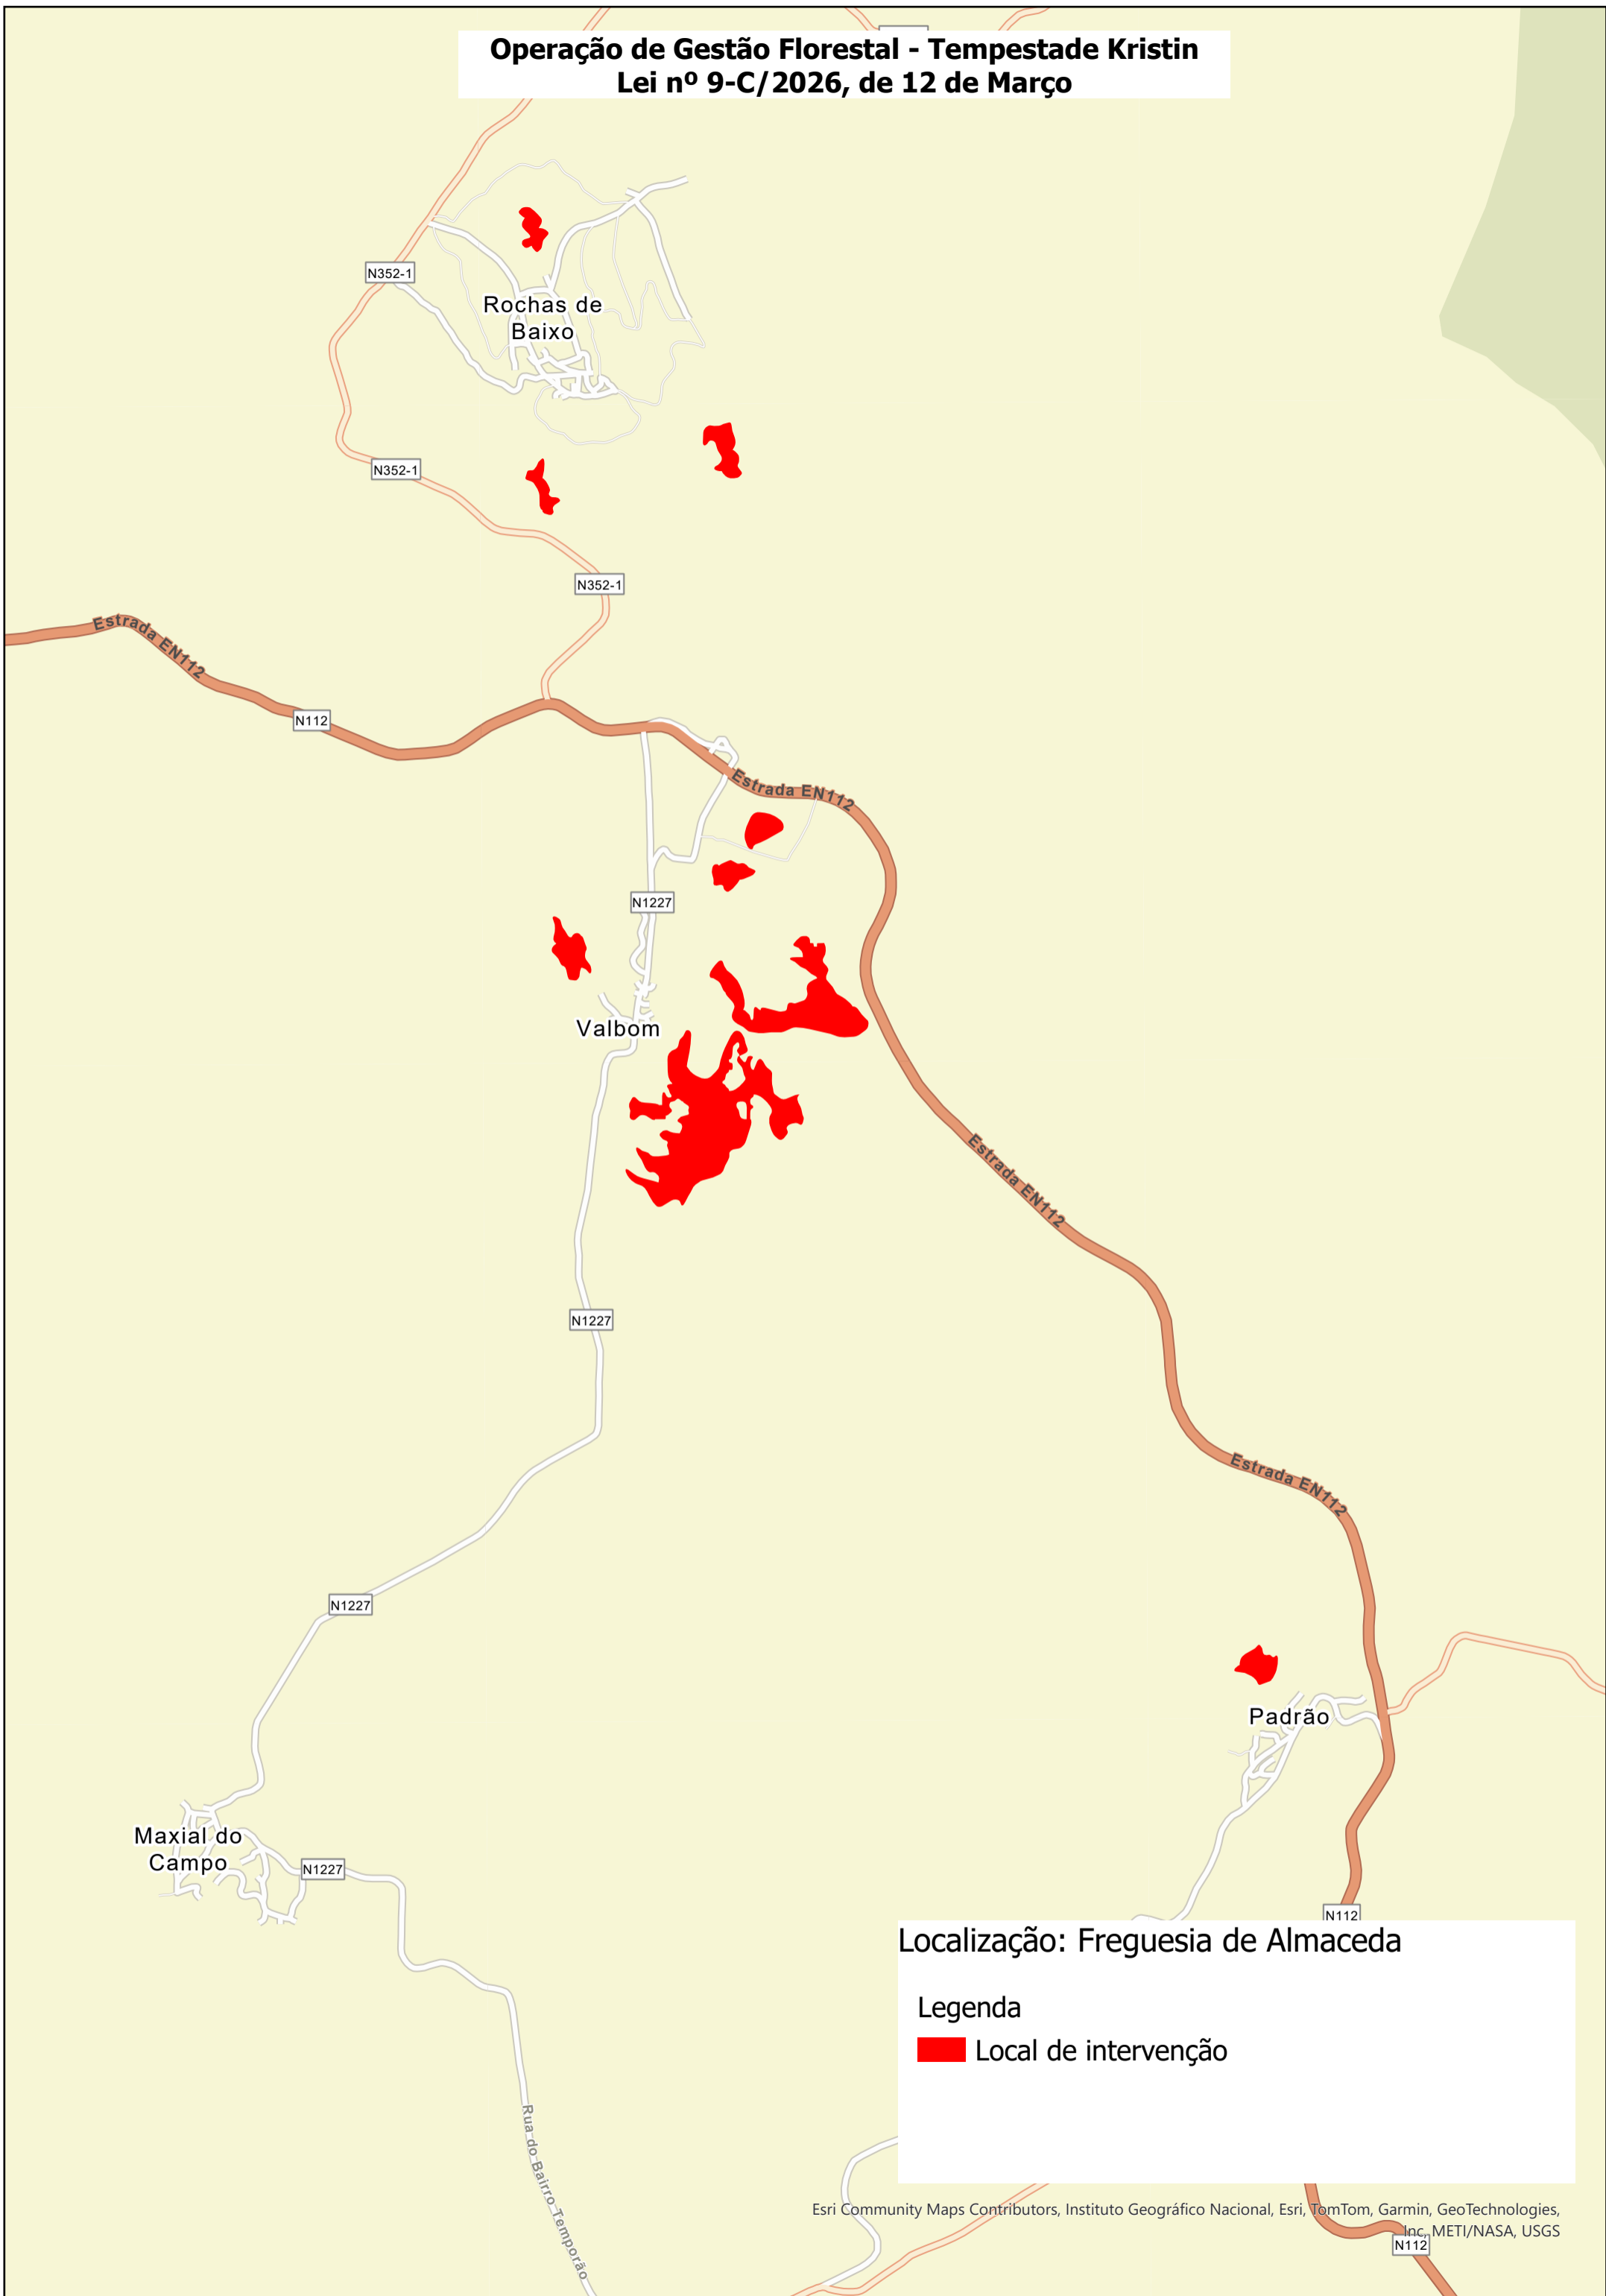 Operação de Gestão Florestal - Tempestade Kristin
Lei nº 9-C/2026, de 12 de Março
N352-1
Rochas de
Baixo
N352-1
N352-1
Estrada EN112
N112
Estrada EN112
N1227
Valbom
Estrada EN112
N1227
Estrada EN112
N1227
Padrão
Maxial do
Campo
N1227
N112
Localização: Freguesia de Almaceda
Legenda
Local de intervenção
Rua do Bairro Temporão
Esri Community Maps Contributors, Instituto Geográfico Nacional, Esri, TomTom, Garmin, GeoTechnologies,
Inc, METI/NASA, USGS
N112